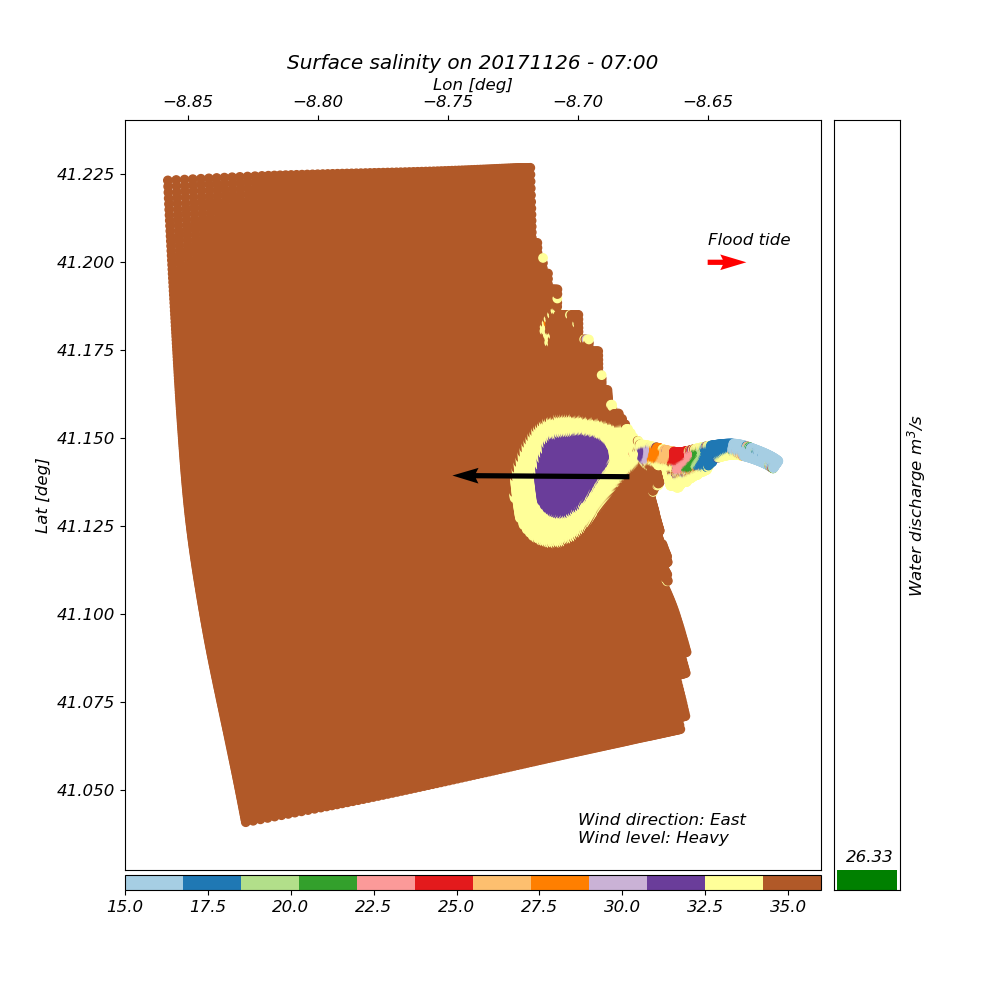 Surface salinity on 20171126 - 07:00
Lon [deg]
−8.85 −8.80 −8.75 −8.70 −8.65
41.225
41.200
41.175
41.150
41.125
41.100
41.075
41.050
Lat [deg]
Flood tide
Wind direction: East
Wind level: Heavy
15.0 17.5 20.0 22.5 25.0 27.5 30.0 32.5 35.0
26.33
Water discharge m³/s